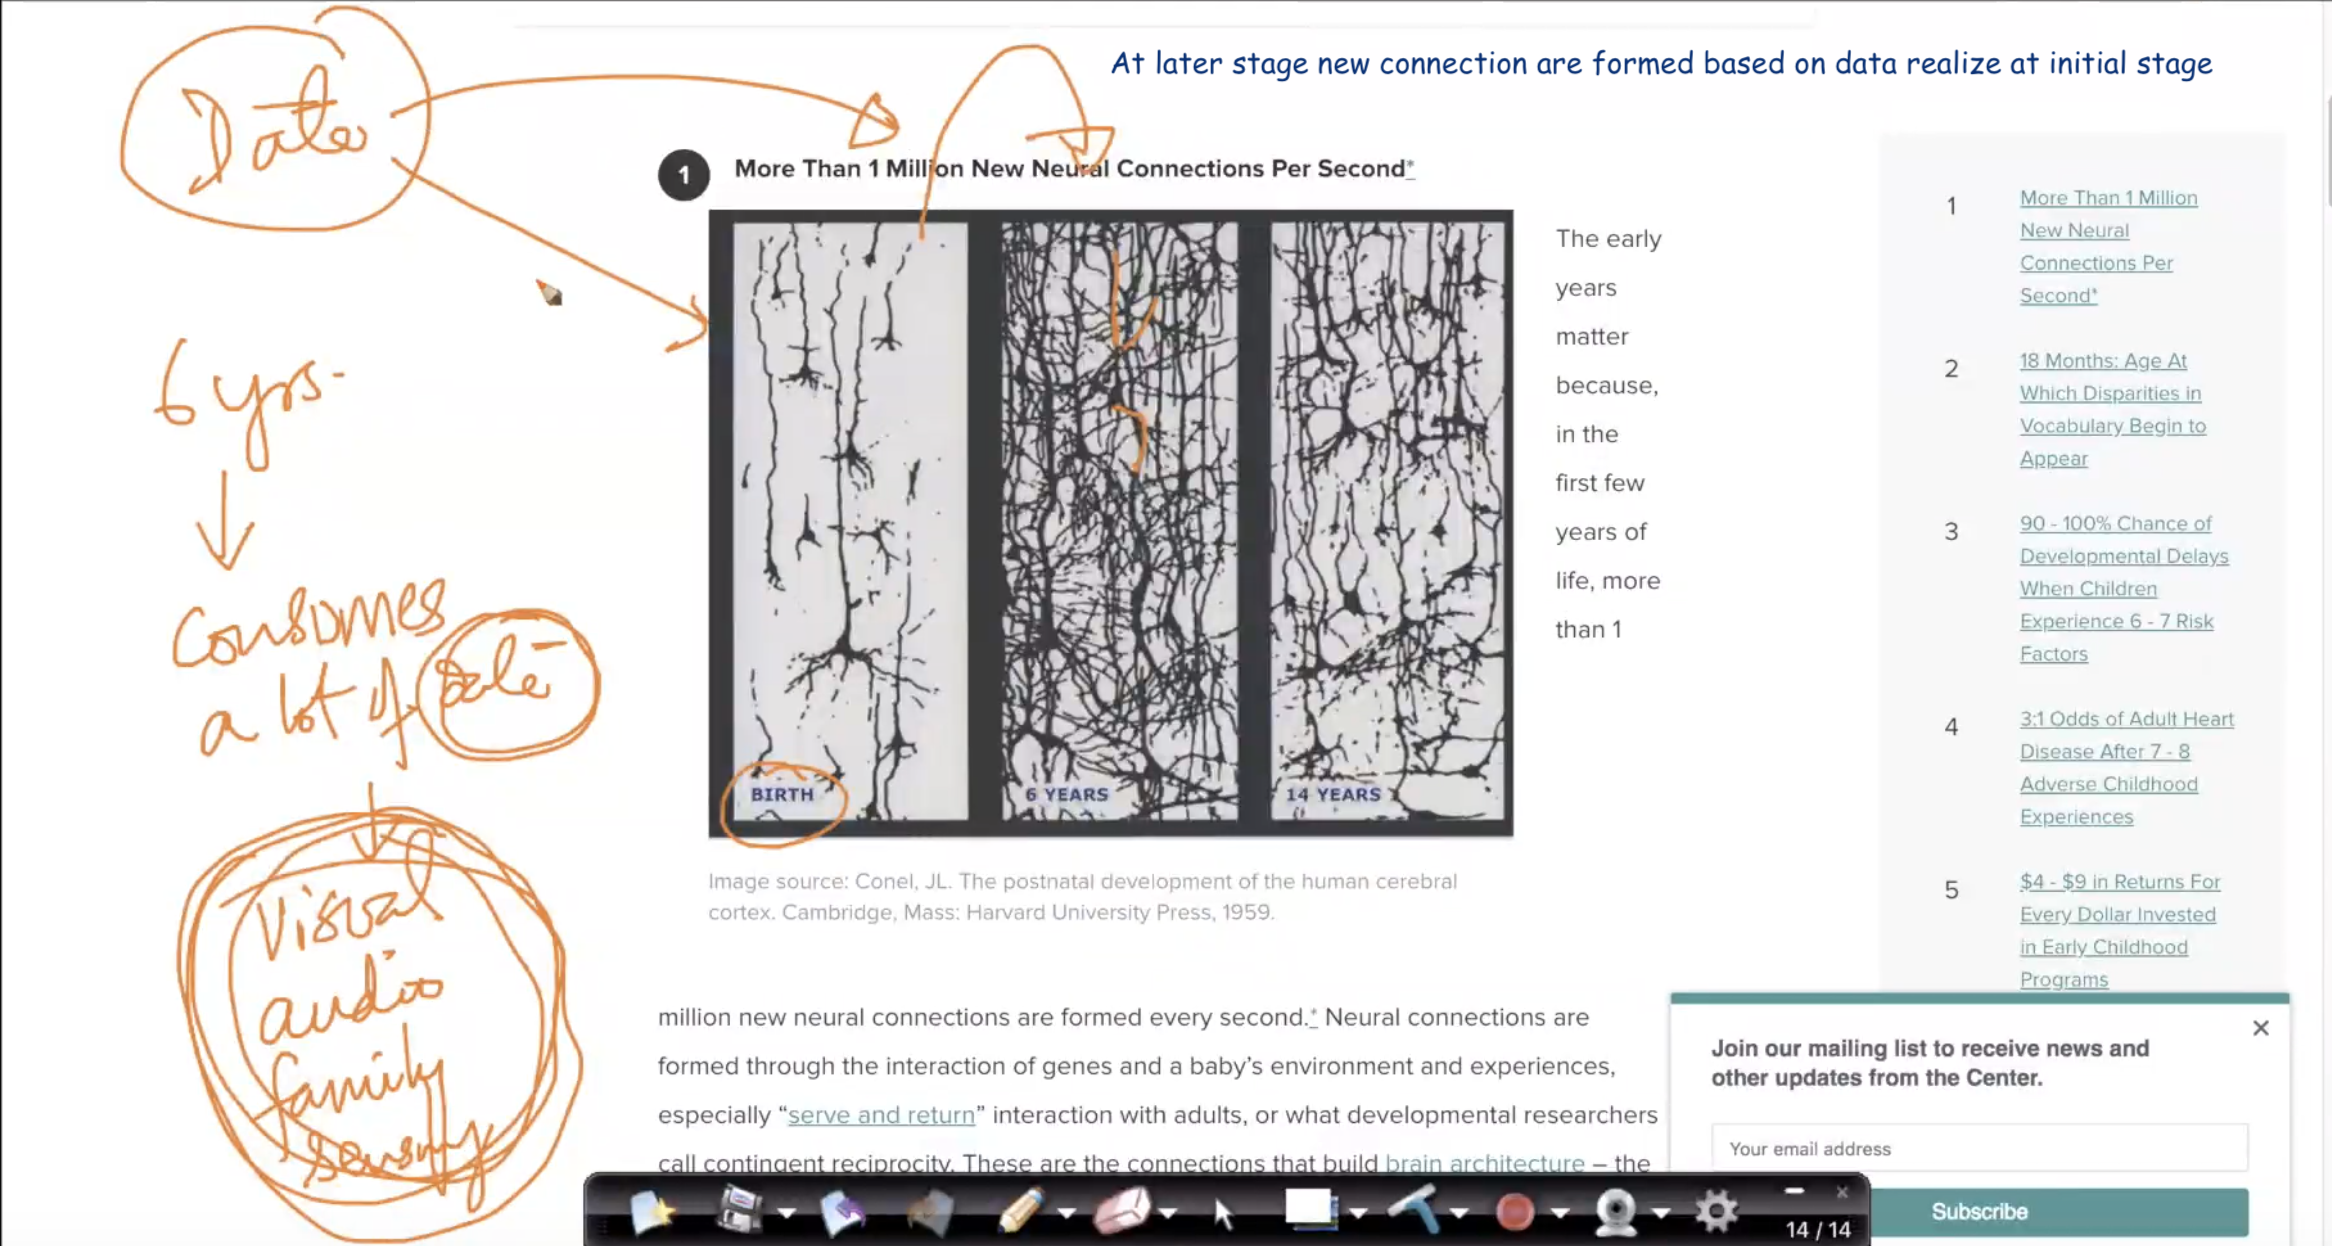 Data
At later stage new connection are formed based on data realize at initial stage
1 More Than 1 Million New Neural Connections Per Second*
BIRTH
6 YEARS
14 YEARS
The early
years
matter
because,
in the
first few
years of
life, more
than 1
Image source: Conel, JL. The postnatal development of the human cerebral
cortex. Cambridge, Mass: Harvard University Press, 1959.
million new neural connections are formed every second.* Neural connections are
formed through the interaction of genes and a baby’s environment and experiences,
especially “serve and return” interaction with adults, or what developmental researchers
call contingent reciprocity. These are the connections that build brain architecture – the
6 yrs.
Consumes
a lot of data
Visual
audio
family
sensory
1 More Than 1 Million
New Neural
Connections Per
Second*
2 18 Months: Age At
Which Disparities in
Vocabulary Begin to
Appear
3 90 - 100% Chance of
Developmental Delays
When Children
Experience 6 - 7 Risk
Factors
4 3:1 Odds of Adult Heart
Disease After 7 - 8
Adverse Childhood
Experiences
5 $4 - $9 in Returns For
Every Dollar Invested
in Early Childhood
Programs
Join our mailing list to receive news and
other updates from the Center.
Your email address
Subscribe
14 / 14